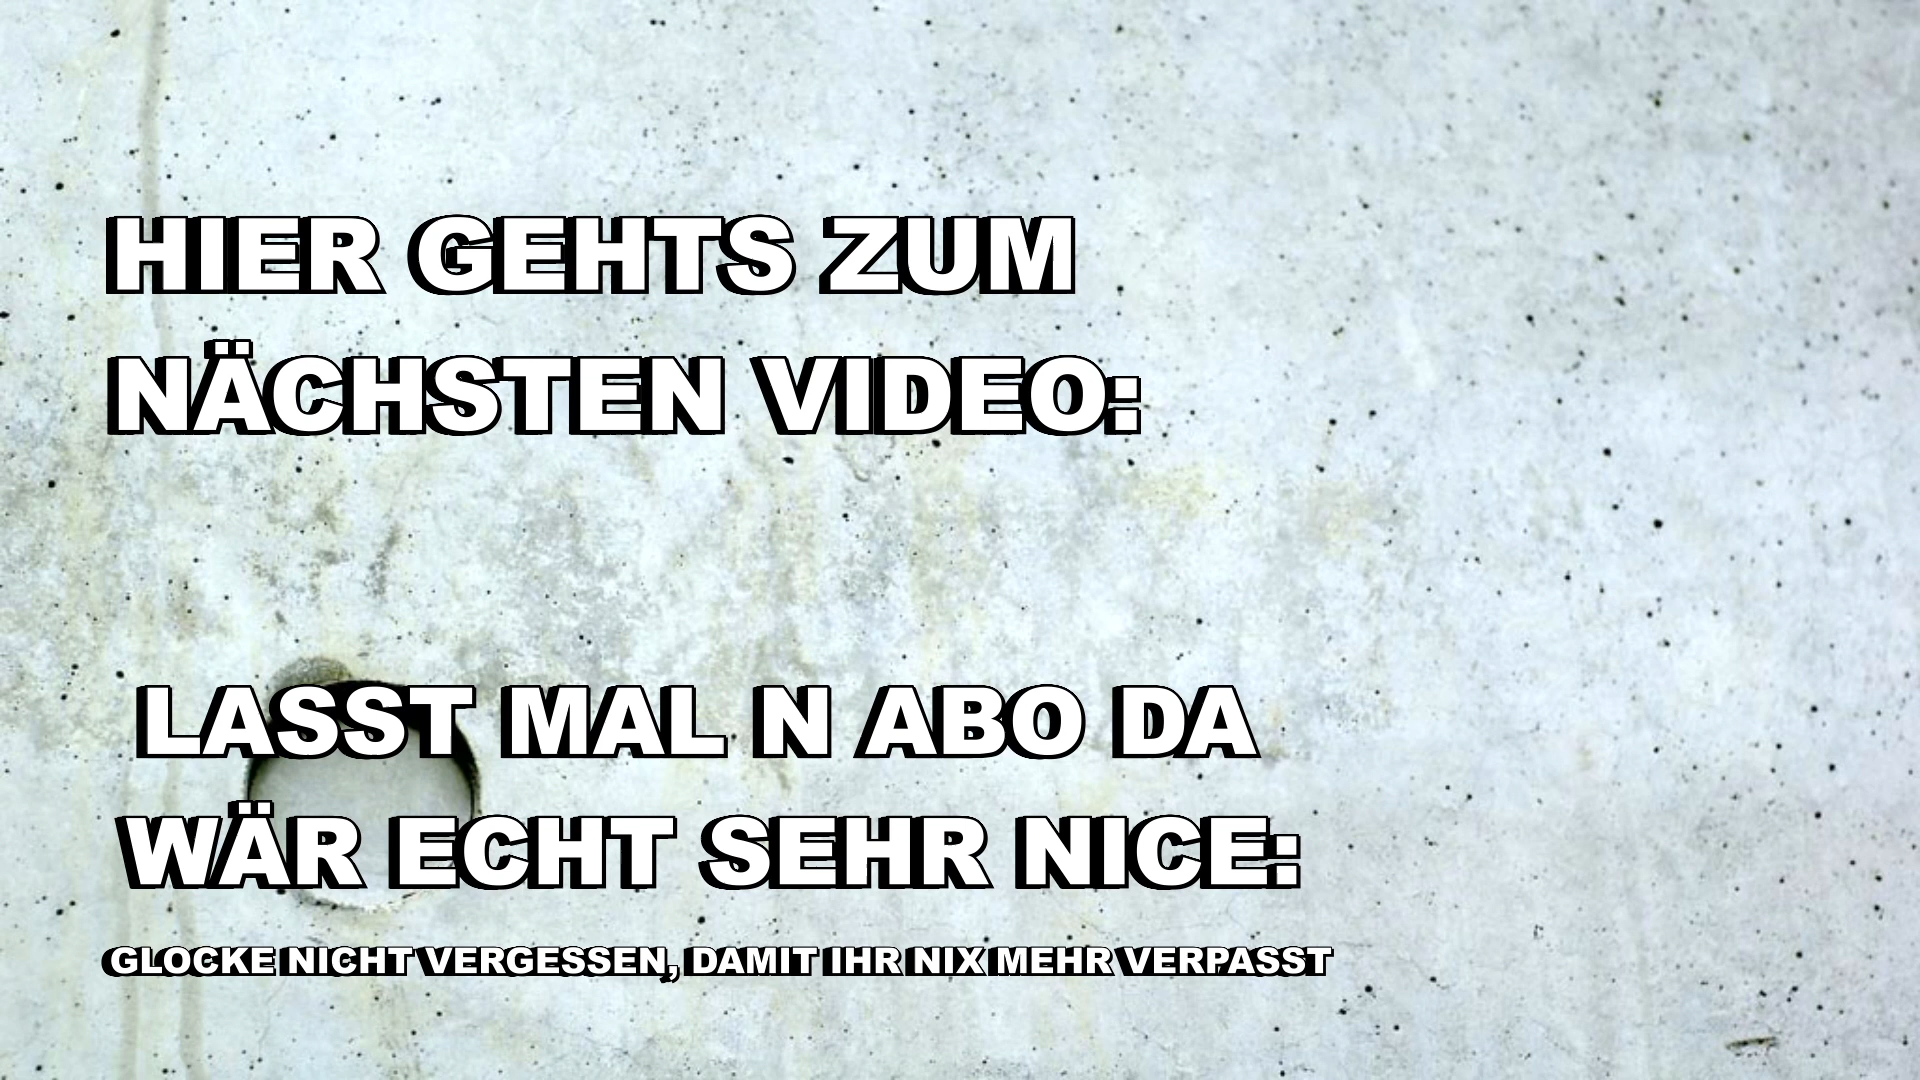 HIER GEHTS ZUM
NÄCHSTEN VIDEO:
LASST MAL N ABO DA
WÄR ECHT SEHR NICE:
GLOCKE NICHT VERGESSEN, DAMIT IHR NIX MEHR VERPASST